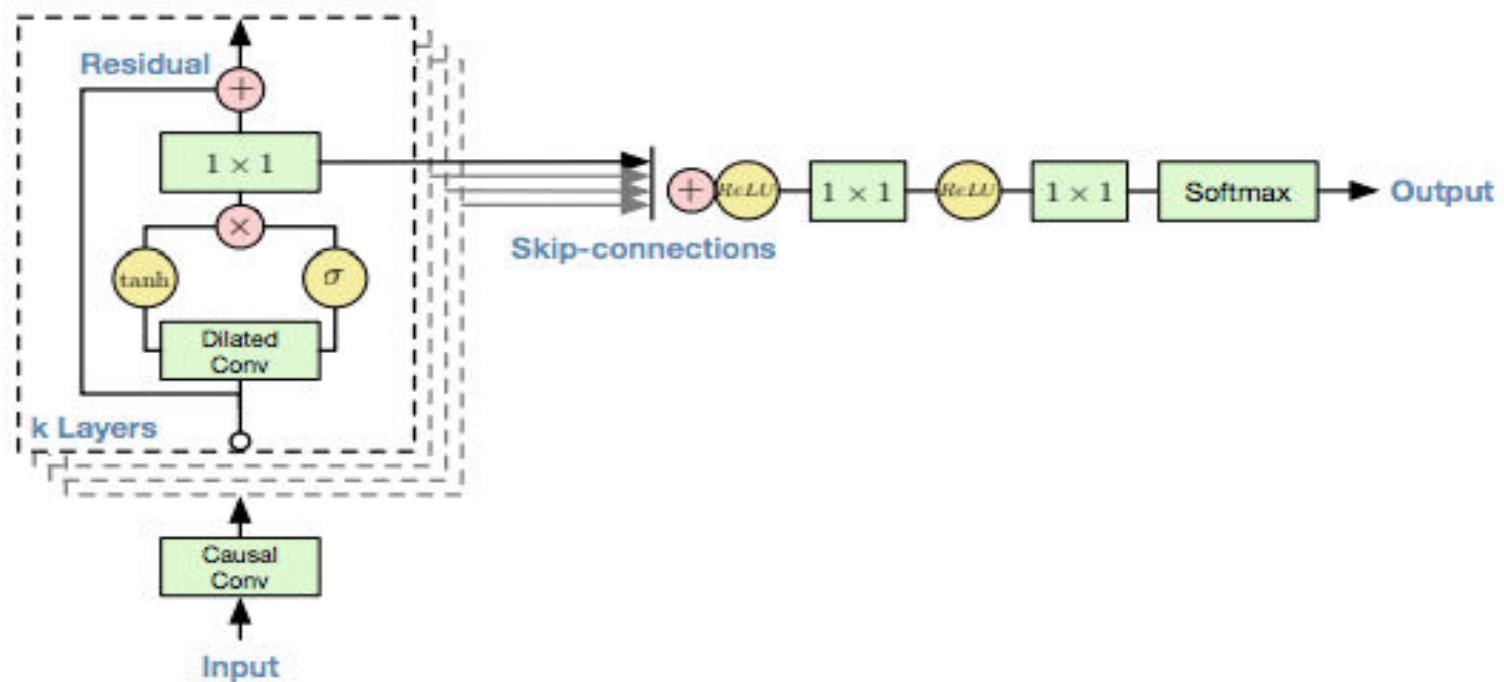 Residual
+
1 × 1
×
tanh
σ
Dilated
Conv
k Layers
Causal
Conv
Input
+
ReLU
1 × 1
ReLU
1 × 1
Softmax
Output
Skip-connections